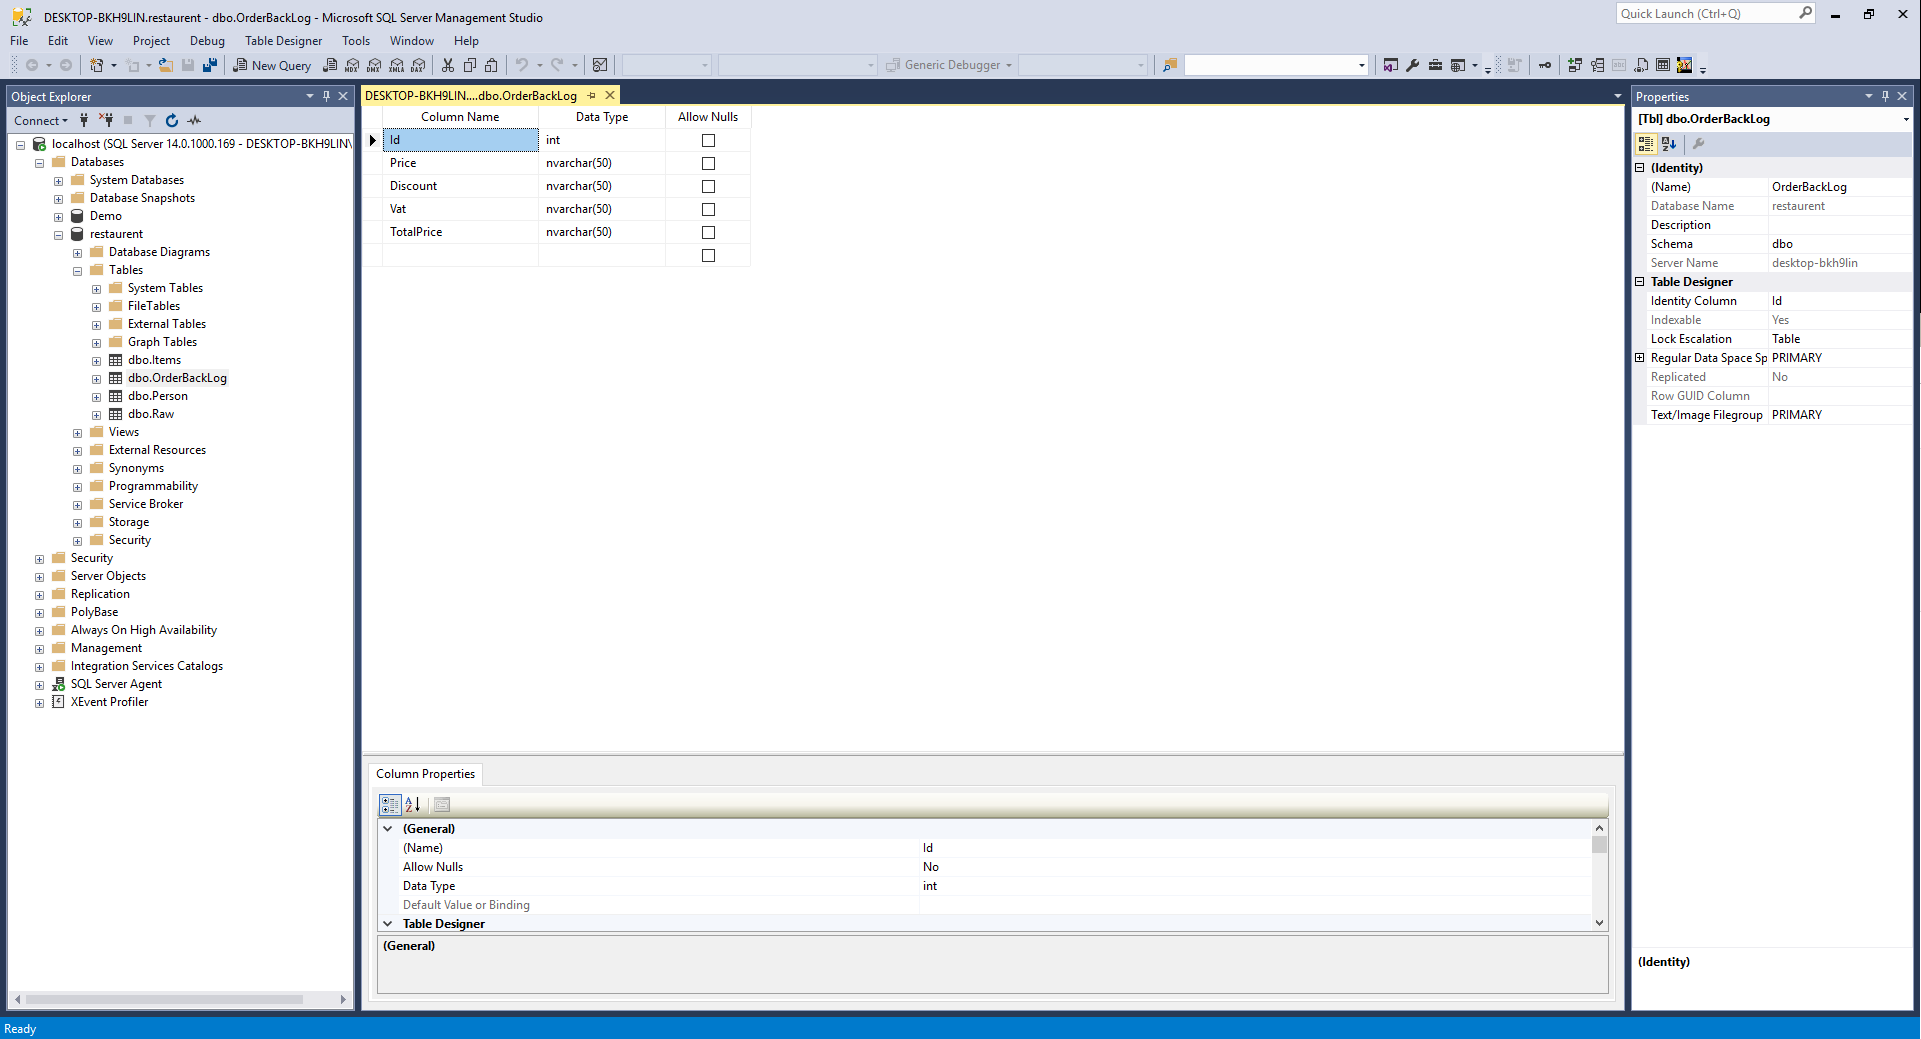 DESKTOP-BKH9LIN.restaurent - dbo.OrderBackLog - Microsoft SQL Server Management Studio
Quick Launch (Ctrl+Q)
File Edit View Project Debug Table Designer Tools Window Help
New Query
MDX DMX XMLA DAX
Generic Debugger
Object Explorer
Connect
localhost (SQL Server 14.0.1000.169 - DESKTOP-BKH9LIN\
Databases
System Databases
Database Snapshots
Demo
restaurent
Database Diagrams
Tables
System Tables
FileTables
External Tables
Graph Tables
dbo.Items
dbo.OrderBackLog
dbo.Person
dbo.Raw
Views
External Resources
Synonyms
Programmability
Service Broker
Storage
Security
Security
Server Objects
Replication
PolyBase
Always On High Availability
Management
Integration Services Catalogs
SQL Server Agent
XEvent Profiler
DESKTOP-BKH9LIN....dbo.OrderBackLog
Column Name Data Type Allow Nulls
Id int
Price nvarchar(50)
Discount nvarchar(50)
Vat nvarchar(50)
TotalPrice nvarchar(50)
Column Properties
(General)
(Name) Id
Allow Nulls No
Data Type int
Default Value or Binding
Table Designer
(General)
Properties
[Tbl] dbo.OrderBackLog
(Identity)
(Name) OrderBackLog
Database Name restaurent
Description
Schema dbo
Server Name desktop-bkh9lin
Table Designer
Identity Column Id
Indexable Yes
Lock Escalation Table
Regular Data Space Sp PRIMARY
Replicated No
Row GUID Column
Text/Image Filegroup PRIMARY
(Identity)
Ready